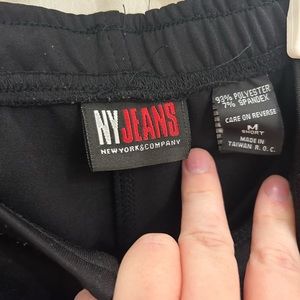 NY JEANS
NEW YORK & COMPANY
93% POLYESTER
7% SPANDEX
CARE ON REVERSE
M
SHORT
MADE IN
TAIWAN R.O.C.